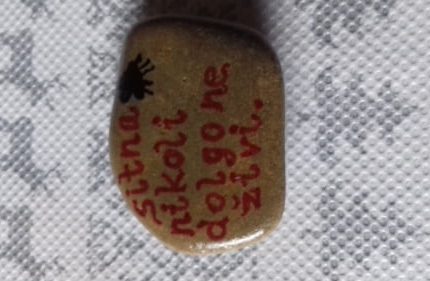 Sitna
nikoli
dolgo ne
živi.